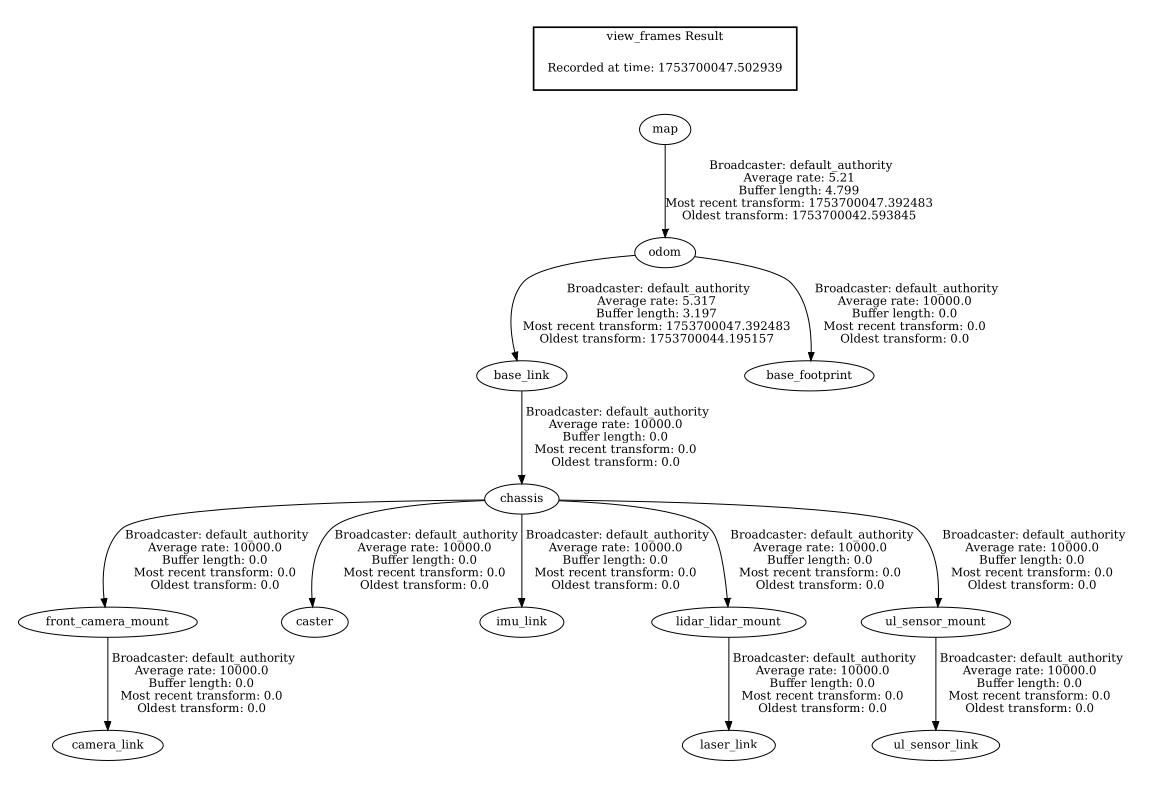 view_frames Result
Recorded at time: 1753700047.502939
map
Broadcaster: default_authority
Average rate: 5.21
Buffer length: 4.799
Most recent transform: 1753700047.392483
Oldest transform: 1753700042.593845
odom
Broadcaster: default_authority
Average rate: 5.317
Buffer length: 3.197
Most recent transform: 1753700047.392483
Oldest transform: 1753700044.195157
Broadcaster: default_authority
Average rate: 10000.0
Buffer length: 0.0
Most recent transform: 0.0
Oldest transform: 0.0
base_link
base_footprint
Broadcaster: default_authority
Average rate: 10000.0
Buffer length: 0.0
Most recent transform: 0.0
Oldest transform: 0.0
chassis
Broadcaster: default_authority
Average rate: 10000.0
Buffer length: 0.0
Most recent transform: 0.0
Oldest transform: 0.0
Broadcaster: default_authority
Average rate: 10000.0
Buffer length: 0.0
Most recent transform: 0.0
Oldest transform: 0.0
Broadcaster: default_authority
Average rate: 10000.0
Buffer length: 0.0
Most recent transform: 0.0
Oldest transform: 0.0
Broadcaster: default_authority
Average rate: 10000.0
Buffer length: 0.0
Most recent transform: 0.0
Oldest transform: 0.0
Broadcaster: default_authority
Average rate: 10000.0
Buffer length: 0.0
Most recent transform: 0.0
Oldest transform: 0.0
front_camera_mount
caster
imu_link
lidar_lidar_mount
ul_sensor_mount
Broadcaster: default_authority
Average rate: 10000.0
Buffer length: 0.0
Most recent transform: 0.0
Oldest transform: 0.0
Broadcaster: default_authority
Average rate: 10000.0
Buffer length: 0.0
Most recent transform: 0.0
Oldest transform: 0.0
Broadcaster: default_authority
Average rate: 10000.0
Buffer length: 0.0
Most recent transform: 0.0
Oldest transform: 0.0
camera_link
laser_link
ul_sensor_link